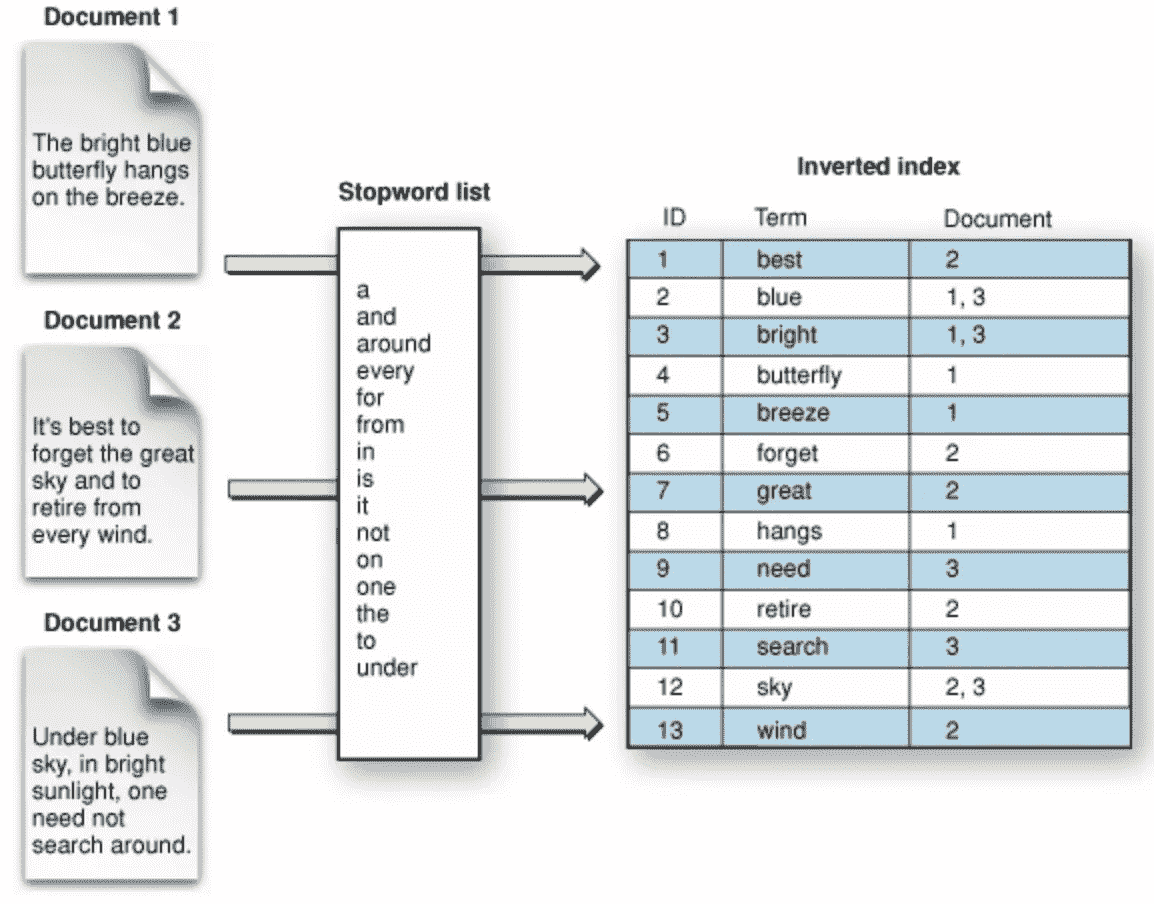 Document 1
The bright blue
butterfly hangs
on the breeze.
Document 2
It's best to
forget the great
sky and to
retire from
every wind.
Document 3
Under blue
sky, in bright
sunlight, one
need not
search around.
Stopword list
a
and
around
every
for
from
in
is
it
not
on
one
the
to
under
Inverted index
ID Term Document
1 best 2
2 blue 1, 3
3 bright 1, 3
4 butterfly 1
5 breeze 1
6 forget 2
7 great 2
8 hangs 1
9 need 3
10 retire 2
11 search 3
12 sky 2, 3
13 wind 2